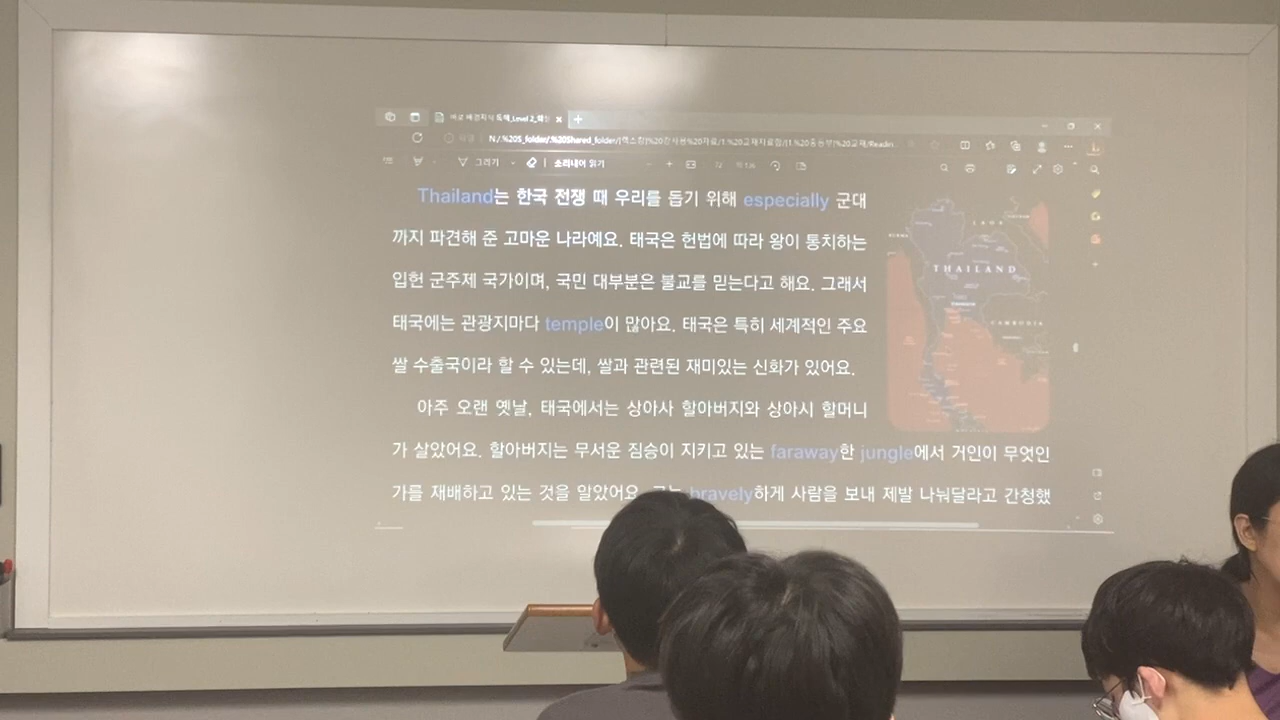 소리내어 읽기
그리기
Thailand는 한국 전쟁 때 우리를 돕기 위해 especially 군대
까지 파견해 준 고마운 나라예요. 태국은 헌법에 따라 왕이 통치하는
입헌 군주제 국가이며, 국민 대부분은 불교를 믿는다고 해요. 그래서
태국에는 관광지마다 temple이 많아요. 태국은 특히 세계적인 주요
쌀 수출국이라 할 수 있는데, 쌀과 관련된 재미있는 신화가 있어요.
아주 오랜 옛날, 태국에서는 상아사 할아버지와 상아시 할머니
가 살았어요. 할아버지는 무서운 짐승이 지키고 있는 faraway한 jungle에서 거인이 무엇인
가를 재배하고 있는 것을 알았어요 bravely하게 사람을 보내 제발 나눠달라고 간청했
LAOS
THAILAND
CAMBODIA